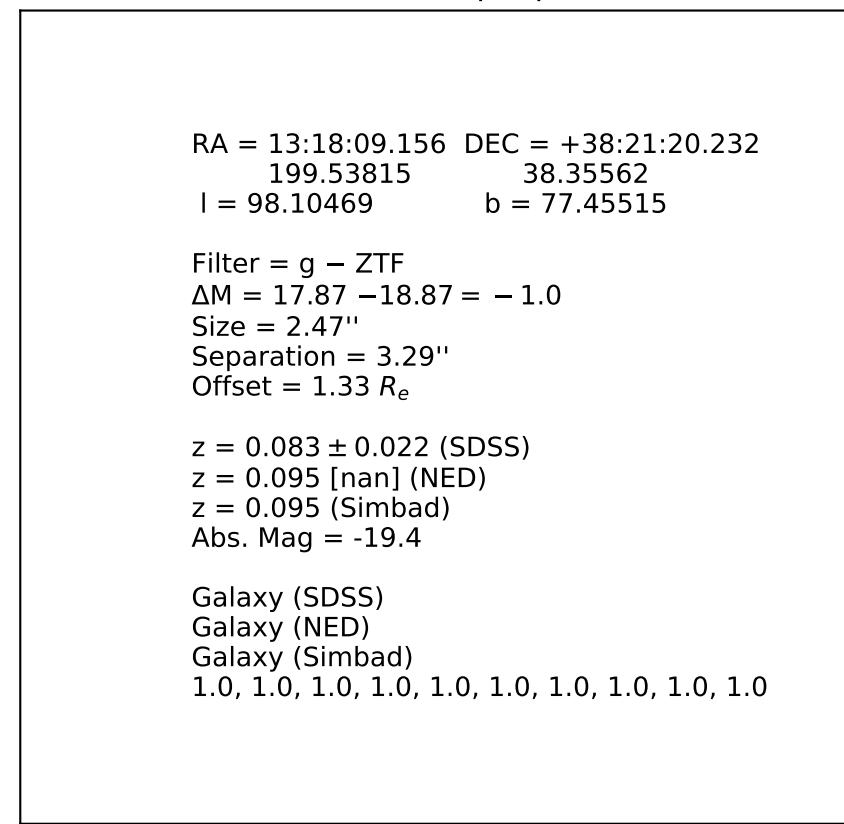 RA = 13:18:09.156  DEC = +38:21:20.232
199.53815  38.35562
l = 98.10469  b = 77.45515
Filter = g − ZTF
ΔM = 17.87 −18.87 = − 1.0
Size = 2.47''
Separation = 3.29''
Offset = 1.33 Rₑ
z = 0.083 ± 0.022 (SDSS)
z = 0.095 [nan] (NED)
z = 0.095 (Simbad)
Abs. Mag = -19.4
Galaxy (SDSS)
Galaxy (NED)
Galaxy (Simbad)
1.0, 1.0, 1.0, 1.0, 1.0, 1.0, 1.0, 1.0, 1.0, 1.0